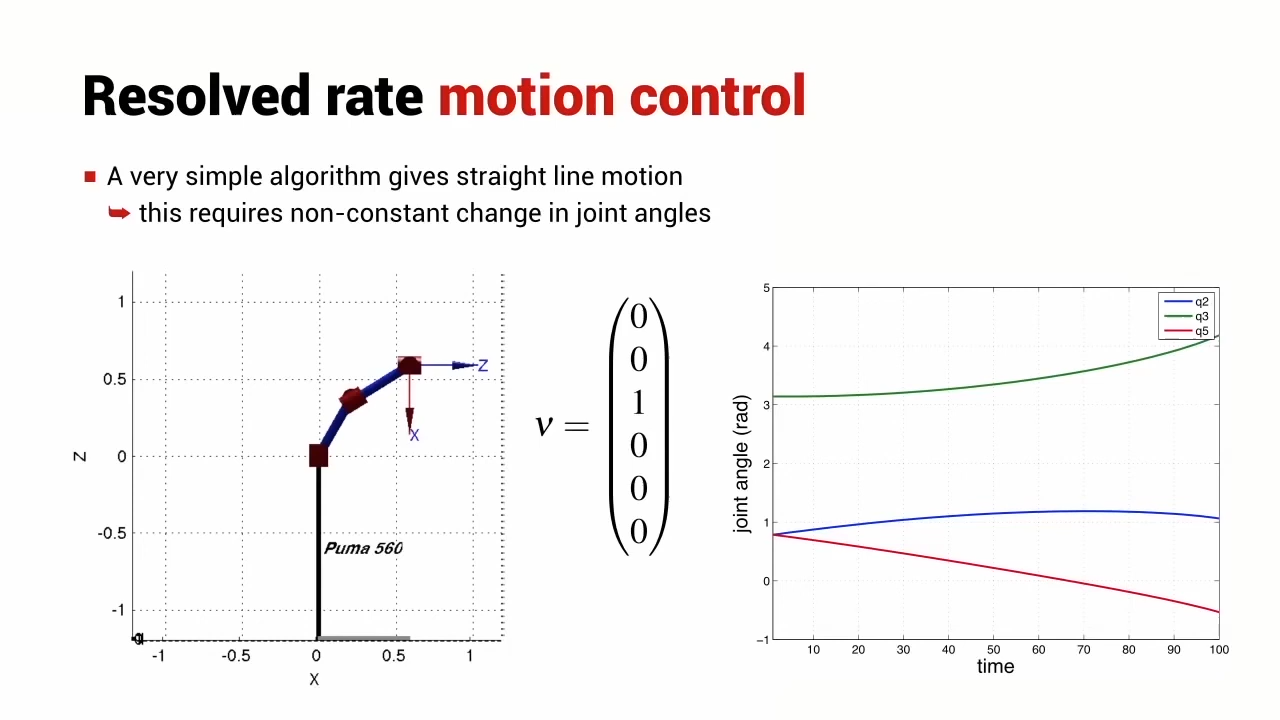 Resolved rate motion control
A very simple algorithm gives straight line motion
this requires non-constant change in joint angles
1
0.5
0
-0.5
-1
Z
Z
X
Puma 560
-1
-0.5
0
0.5
1
X
ν =
0
0
1
0
0
0
q2
q3
q5
5
4
3
2
1
0
−1
joint angle (rad)
10 20 30 40 50 60 70 80 90 100
time